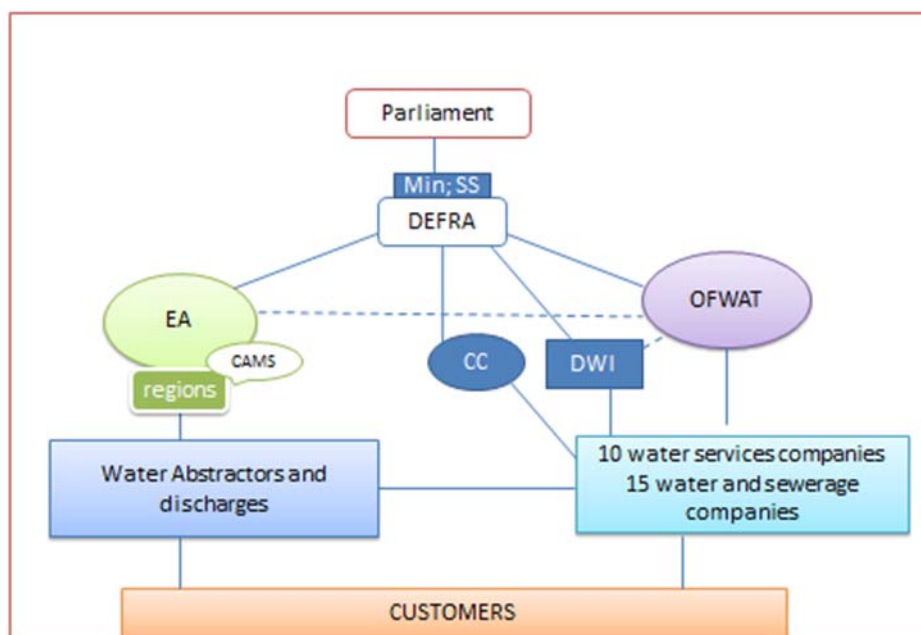 Parliament
Min; SS
DEFRA
EA
OFWAT
CAMS
CC
DWI
regions
Water Abstractors and
discharges
10 water services companies
15 water and sewerage
companies
CUSTOMERS